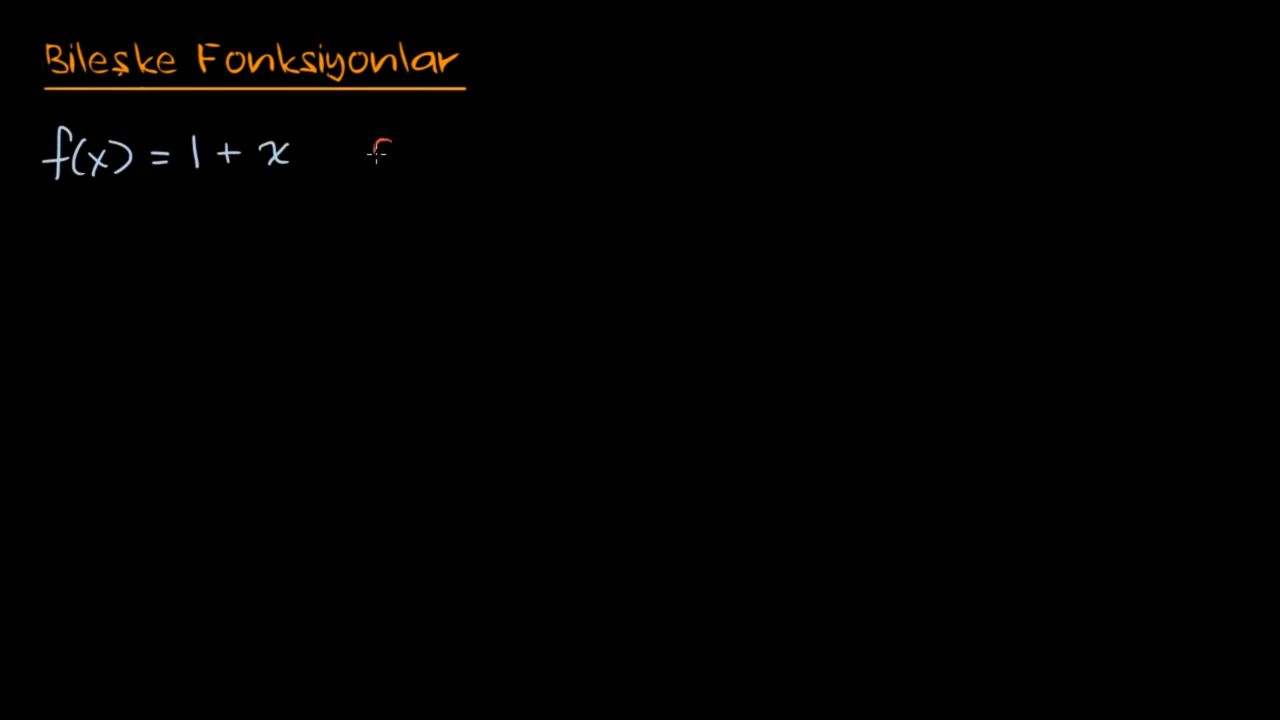 Bileşke Fonksiyonlar
f(x) = 1 + x